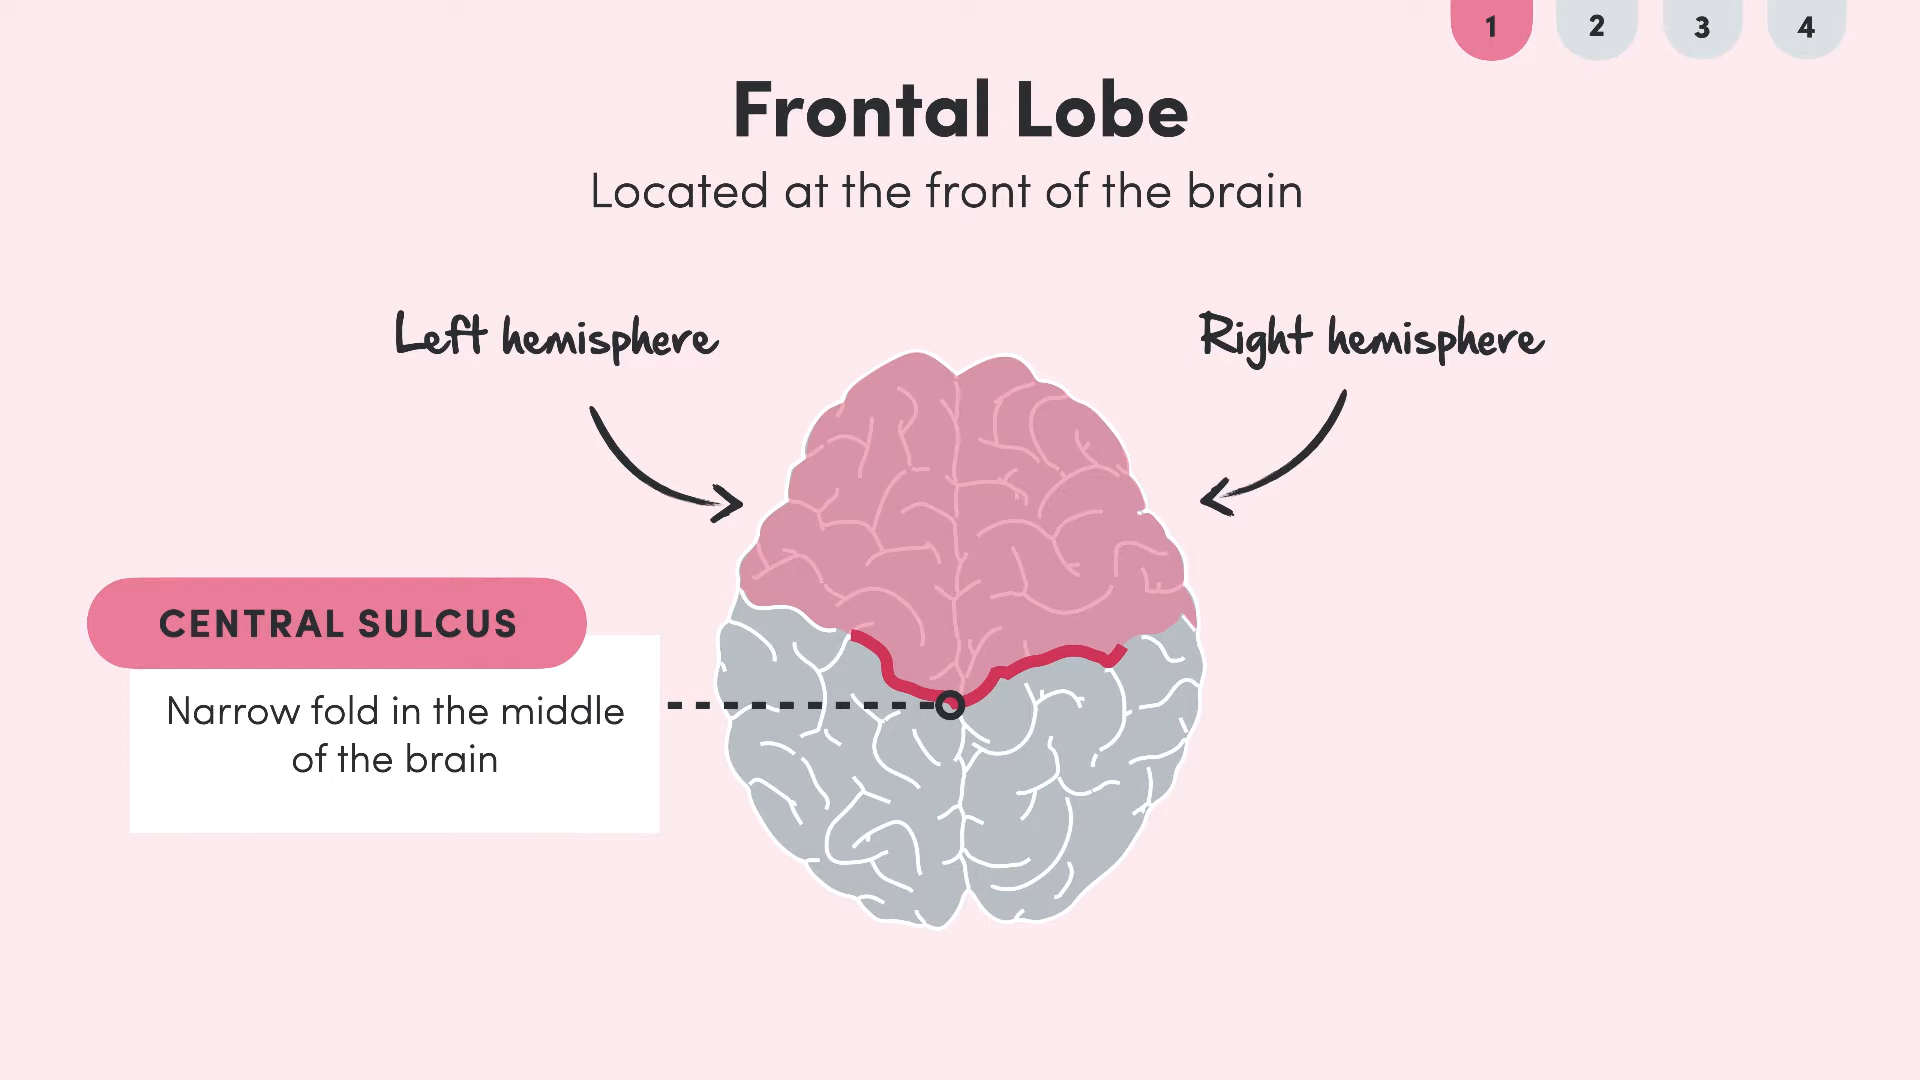 1 2 3 4
Frontal Lobe
Located at the front of the brain
Left hemisphere
Right hemisphere
CENTRAL SULCUS
Narrow fold in the middle
of the brain